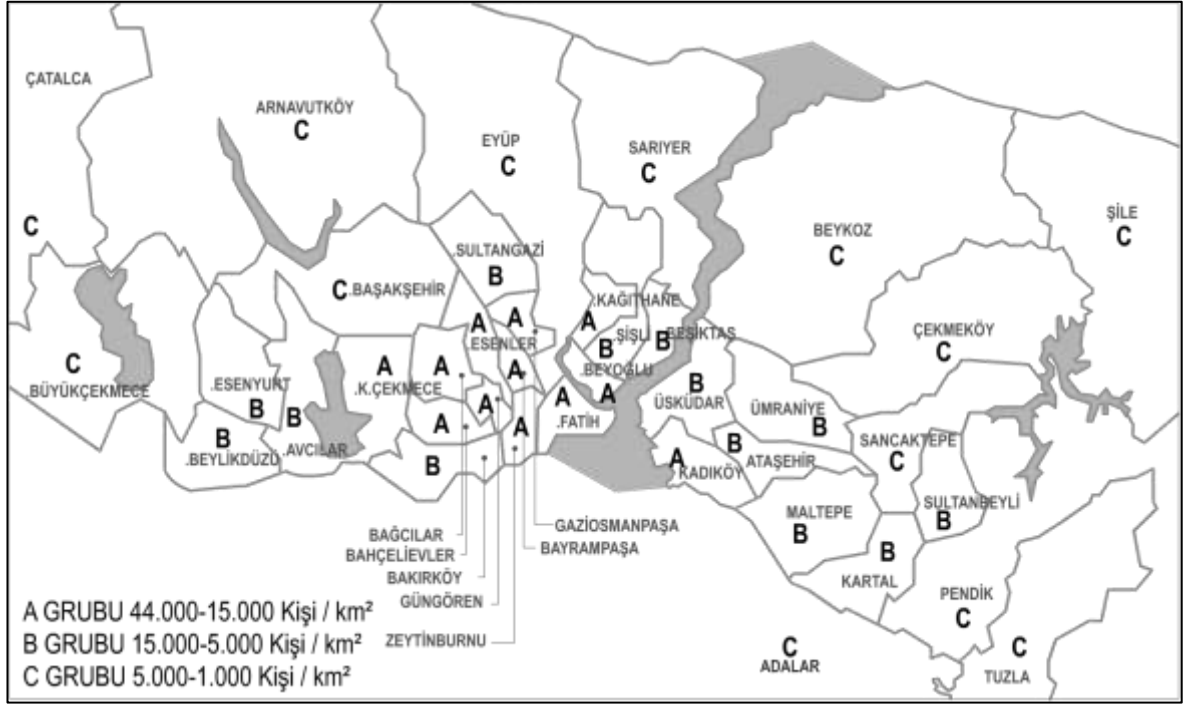 ÇATALCA
C
ARNAVUTKÖY
C
EYÜP
C
SARIYER
C
BEYKOZ
C
ŞİLE
C
.SULTANGAZİ
B
C .BAŞAKŞEHİR
C
.BÜYÜKÇEKMECE
.ESENYURT
B
B
.BEYLİKDÜZÜ
B
.AVCILAR
A
.K.ÇEKMECE
A
A
ESENLER
A
A
A
A
A
B
.KAĞITHANE
A
.ŞİŞLİ
B
BEŞİKTAŞ
B
.BEYOĞLU
A
A
.FATİH
B
ÜSKÜDAR
ÜMRANİYE
B
ÇEKMEKÖY
C
A
KADIKÖY
B
ATAŞEHİR
SANCAKTEPE
C
SULTANBEYLİ
B
MALTEPE
B
B
KARTAL
PENDİK
C
C
TUZLA
C
ADALAR
GAZİOSMANPAŞA
BAYRAMPAŞA
BAĞCILAR
BAHÇELİEVLER
BAKIRKÖY
GÜNGÖREN
ZEYTİNBURNU
A GRUBU 44.000-15.000 Kişi / km²
B GRUBU 15.000-5.000 Kişi / km²
C GRUBU 5.000-1.000 Kişi / km²